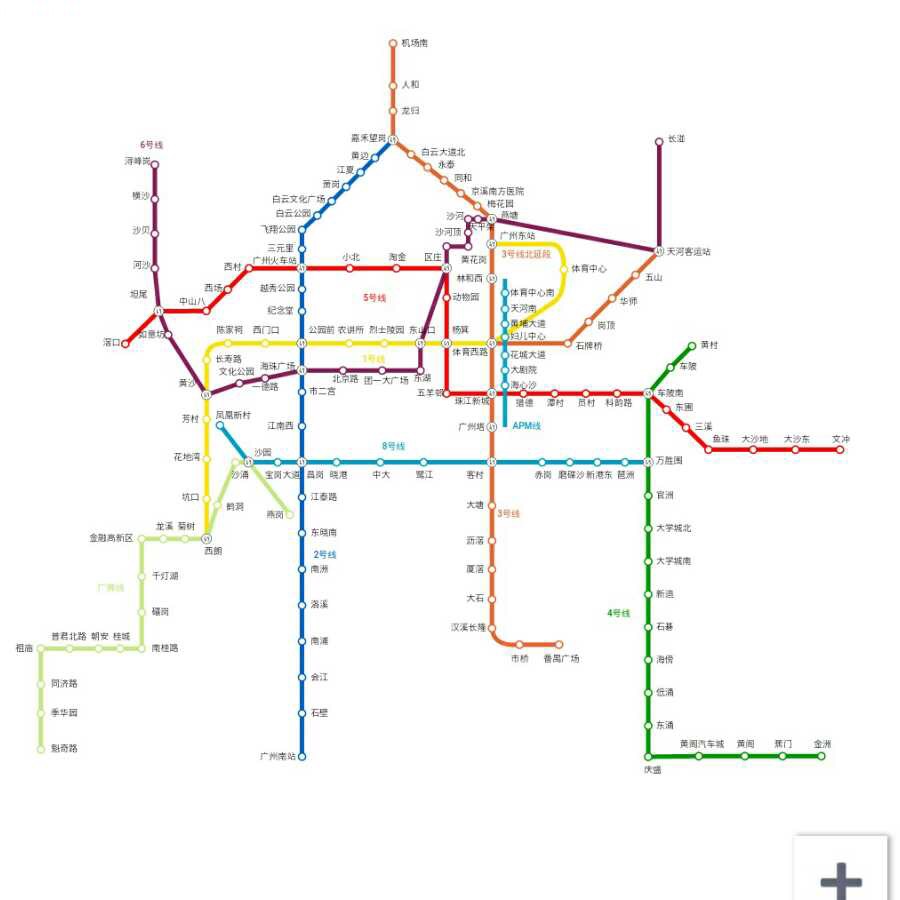 机场南
人和
龙归
嘉禾望岗
6号线
浔峰岗
横沙
沙贝
河沙
坦尾
中山八
西场
西村
滘口
如意坊
黄边
江夏
萧岗
白云文化广场
白云公园
飞翔公园
三元里
广州火车站
越秀公园
纪念堂
白云大道北
永泰
同和
京溪南方医院
梅花园
燕塘
长湴
天河客运站
沙河
天平架
沙河顶
黄花岗
区庄
小北
淘金
5号线
动物园
杨箕
广州东站
3号线北延段
林和西
体育中心
体育中心南
天河南
黄埔大道
妇儿中心
花城大道
大剧院
海心沙
APM线
五山
华师
岗顶
石牌桥
体育西路
陈家祠
西门口
公园前
农讲所
烈士陵园
东山口
1号线
长寿路
文化公园
一德路
海珠广场
北京路
团一大广场
东湖
黄沙
五羊邨
珠江新城
猎德
潭村
员村
科韵路
车陂南
黄村
车陂
东圃
三溪
鱼珠
大沙地
大沙东
文冲
市二宫
江南西
广州塔
芳村
花地湾
坑口
西朗
凤凰新村
沙园
沙涌
宝岗大道
昌岗
晓港
中大
鹭江
8号线
客村
赤岗
磨碟沙
新港东
琶洲
万胜围
鹤洞
燕岗
江泰路
东晓南
2号线
南洲
洛溪
南浦
会江
石壁
广州南站
大塘
3号线
沥滘
厦滘
大石
汉溪长隆
市桥
番禺广场
官洲
大学城北
大学城南
新造
4号线
石碁
海傍
低涌
东涌
庆盛
黄阁汽车城
黄阁
蕉门
金洲
金融高新区
龙溪
菊树
千灯湖
广佛线
礌岗
南桂路
桂城
朝安
普君北路
祖庙
同济路
季华园
魁奇路